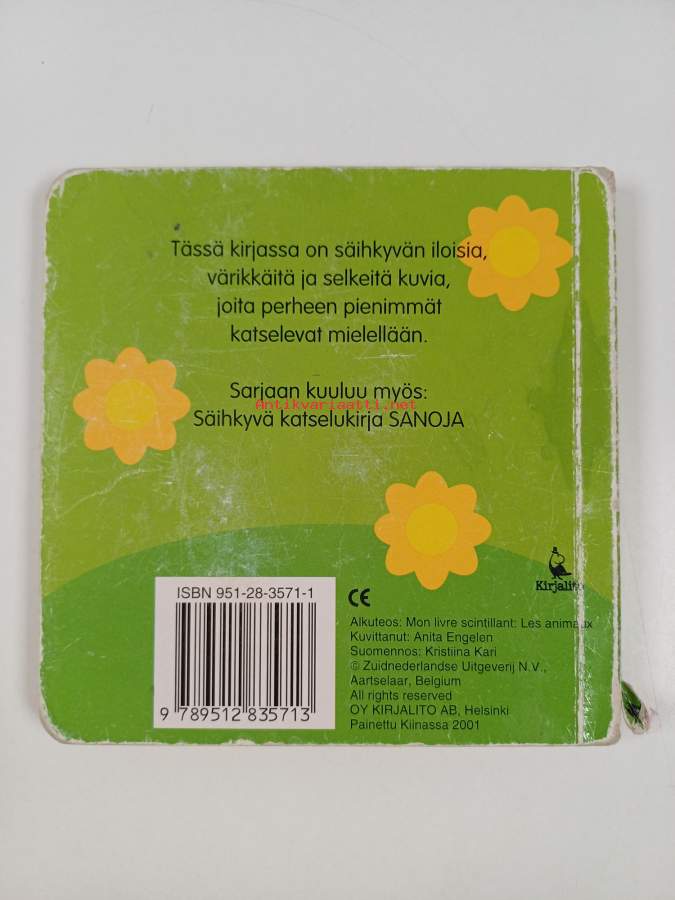 Tässä kirjassa on säihkyvän iloisia,
värikkäitä ja selkeitä kuvia,
joita perheen pienimmät
katselevat mielellään.
Sarjaan kuuluu myös:
Antikvariaatti.net
Säihkyvä katselukirja SANOJA
Kirjalito
ISBN 951-28-3571-1
9 789512 835713
CE
Alkuteos: Mon livre scintillant: Les animaux
Kuvittanut: Anita Engelen
Suomennos: Kristiina Kari
© Zuidnederlandse Uitgeverij N.V.,
Aartselaar, Belgium
All rights reserved
OY KIRJALITO AB, Helsinki
Painettu Kiinassa 2001